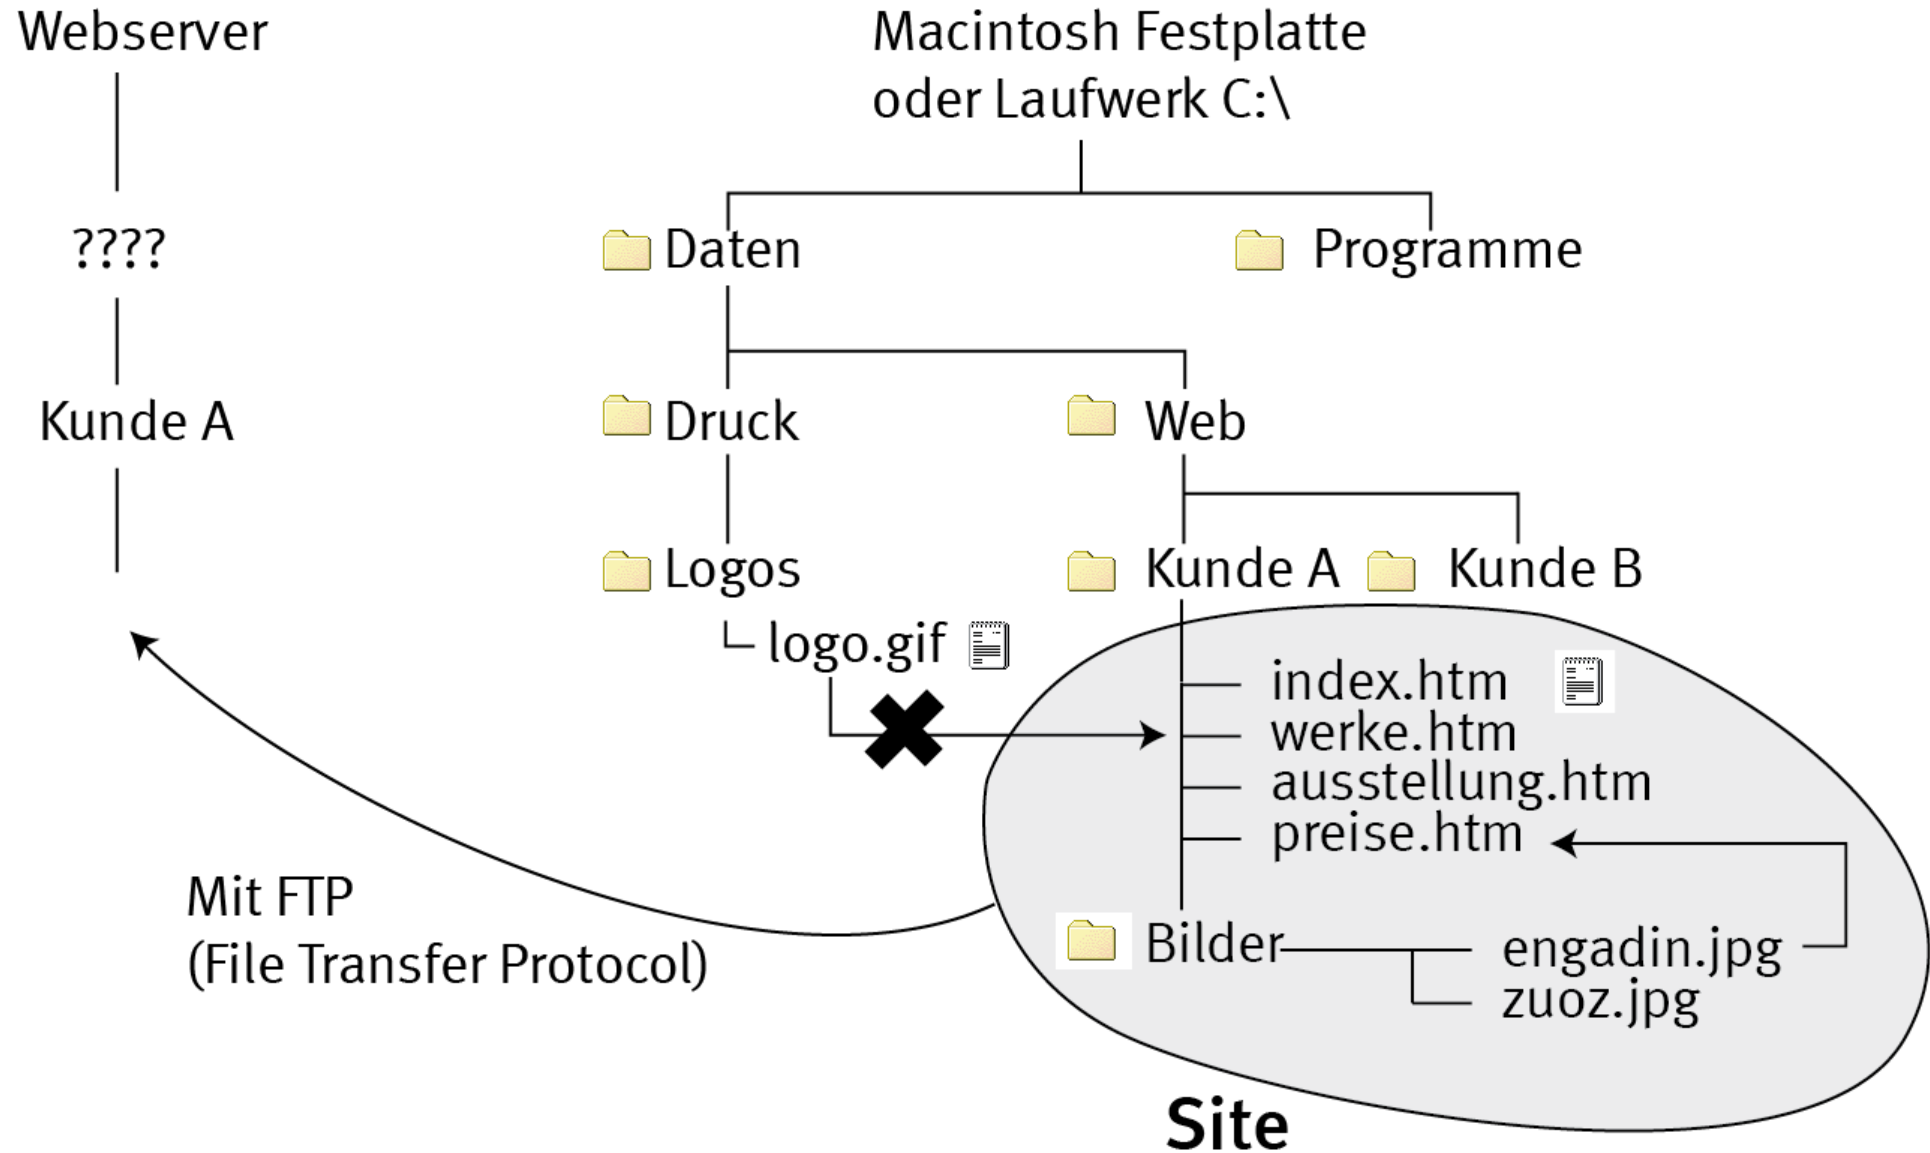 Webserver
????
Kunde A
Mit FTP
(File Transfer Protocol)
Macintosh Festplatte
oder Laufwerk C:\
Daten
Programme
Druck
Web
Logos
Kunde A
Kunde B
logo.gif
index.htm
werke.htm
ausstellung.htm
preise.htm
Bilder
engadin.jpg
zuoz.jpg
Site